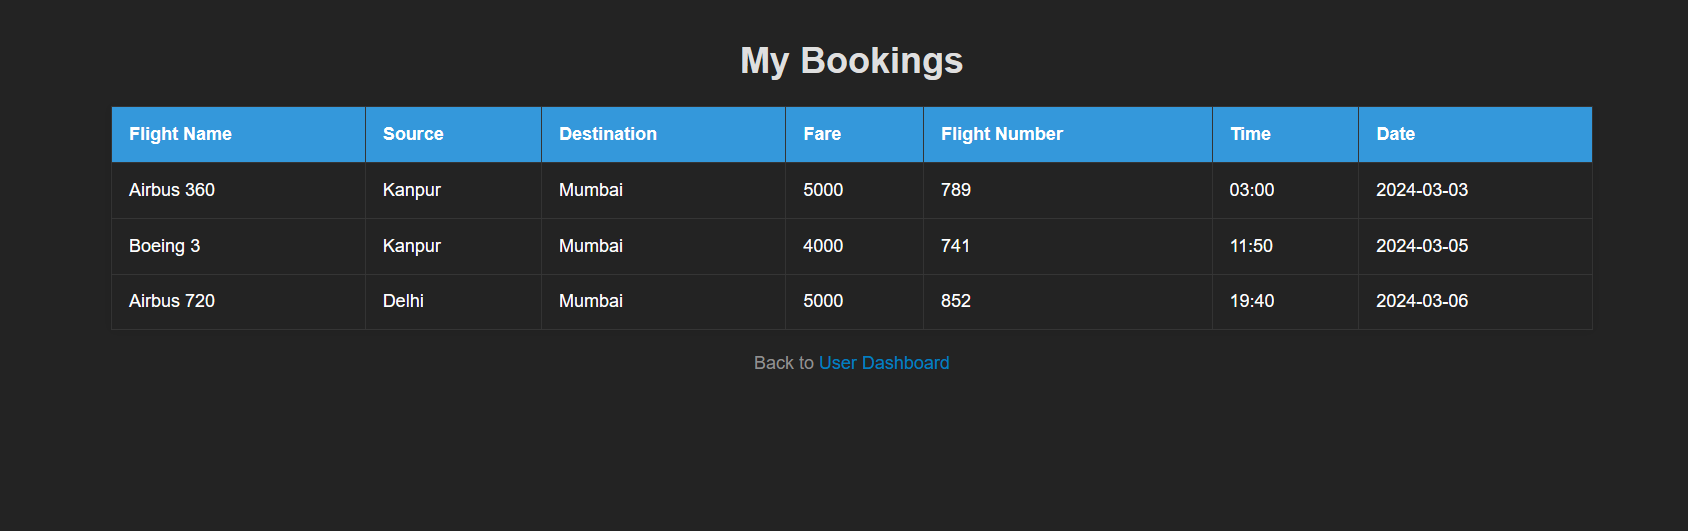 My Bookings
Flight Name Source Destination Fare Flight Number Time Date
Airbus 360 Kanpur Mumbai 5000 789 03:00 2024-03-03
Boeing 3 Kanpur Mumbai 4000 741 11:50 2024-03-05
Airbus 720 Delhi Mumbai 5000 852 19:40 2024-03-06
Back to User Dashboard